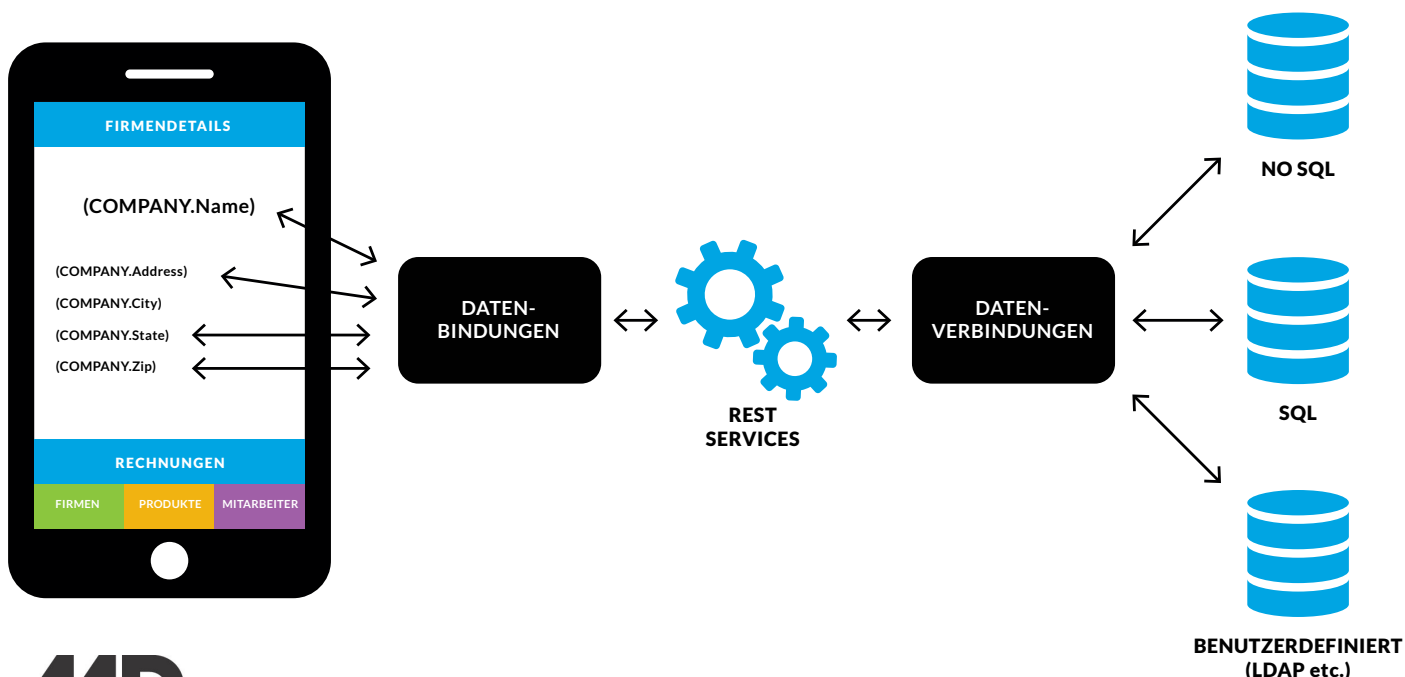 FIRMENDETAILS
(COMPANY.Name)
(COMPANY.Address)
(COMPANY.City)
(COMPANY.State)
(COMPANY.Zip)
RECHNUNGEN
FIRMEN
PRODUKTE
MITARBEITER
DATEN-
BINDUNGEN
REST
SERVICES
DATEN-
VERBINDUNGEN
NO SQL
SQL
BENUTZERDEFINIERT
(LDAP etc.)